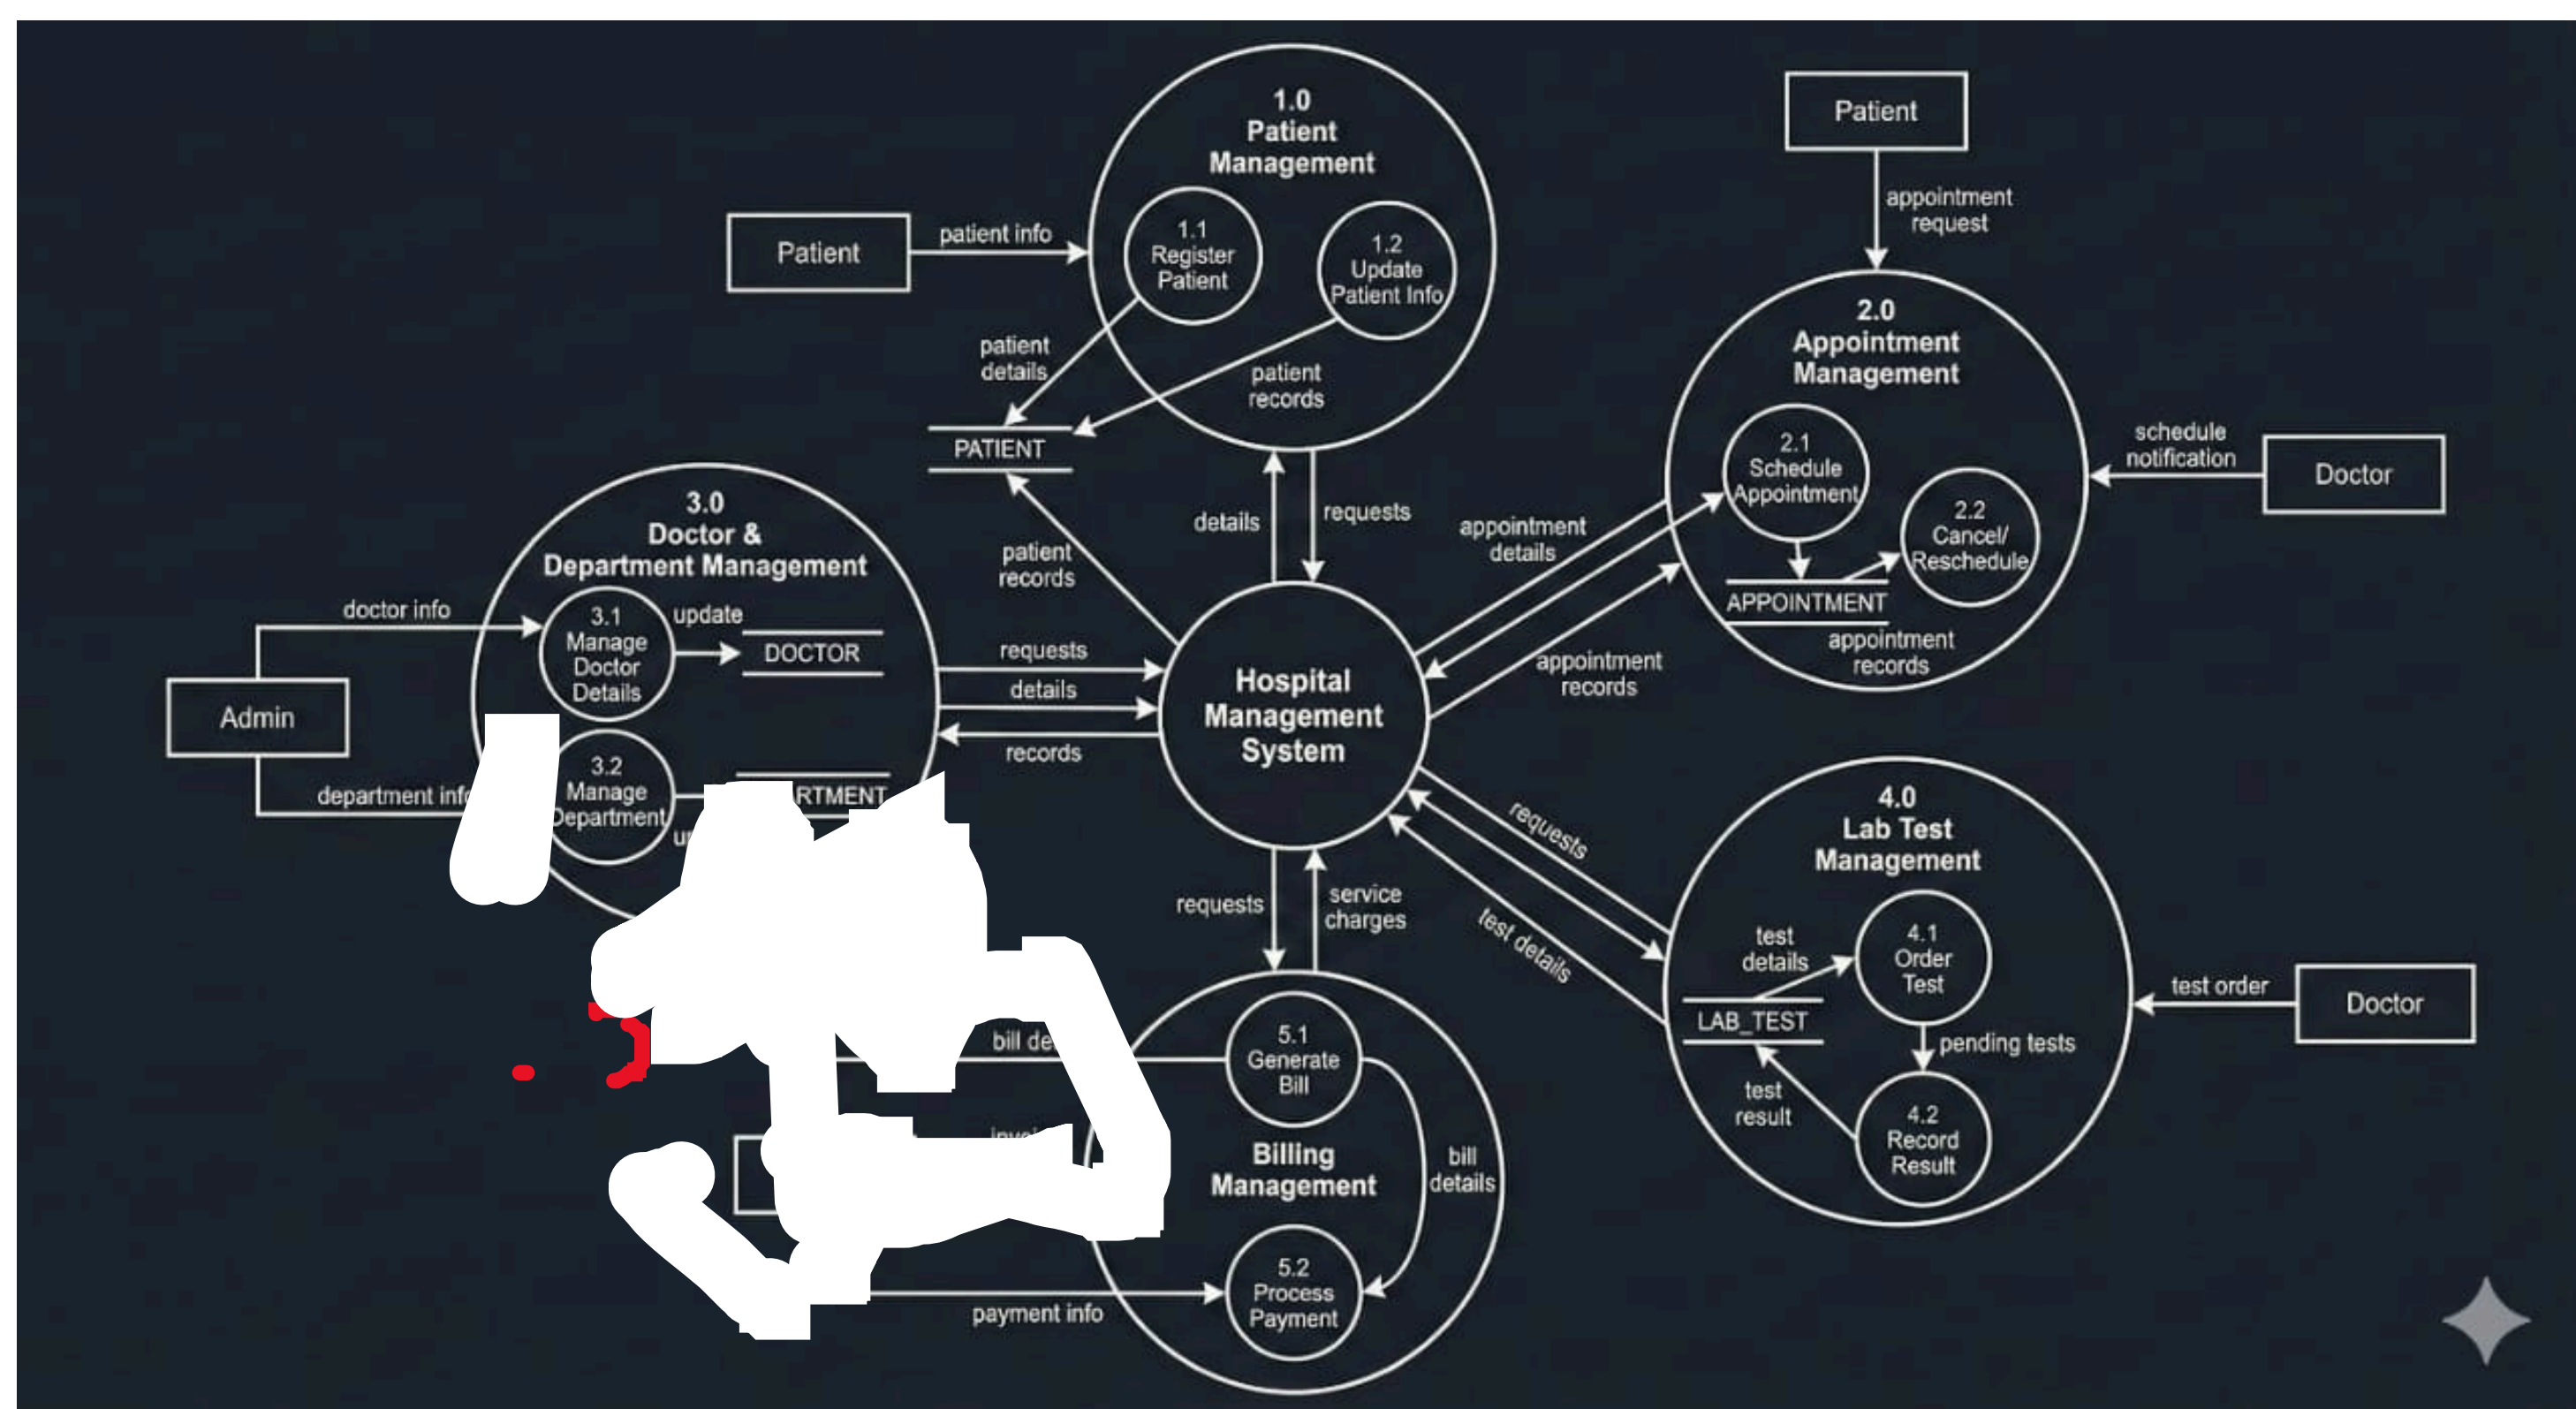 1.0
Patient
Management
1.1
Register
Patient
1.2
Update
Patient Info
Patient
patient info
patient
details
patient
records
PATIENT
patient
records
details
requests
Patient
appointment
request
2.0
Appointment
Management
2.1
Schedule
Appointment
2.2
Cancel/
Reschedule
APPOINTMENT
appointment
records
schedule
notification
Doctor
appointment
details
appointment
records
3.0
Doctor &
Department Management
3.1
Manage
Doctor
Details
update
DOCTOR
doctor info
Admin
department info
3.2
Manage
Department
requests
details
records
Hospital
Management
System
requests
test details
requests
service
charges
4.0
Lab Test
Management
4.1
Order
Test
test
details
LAB_TEST
pending tests
test
result
4.2
Record
Result
test order
Doctor
5.1
Generate
Bill
bill
Billing
Management
bill
details
5.2
Process
Payment
payment info